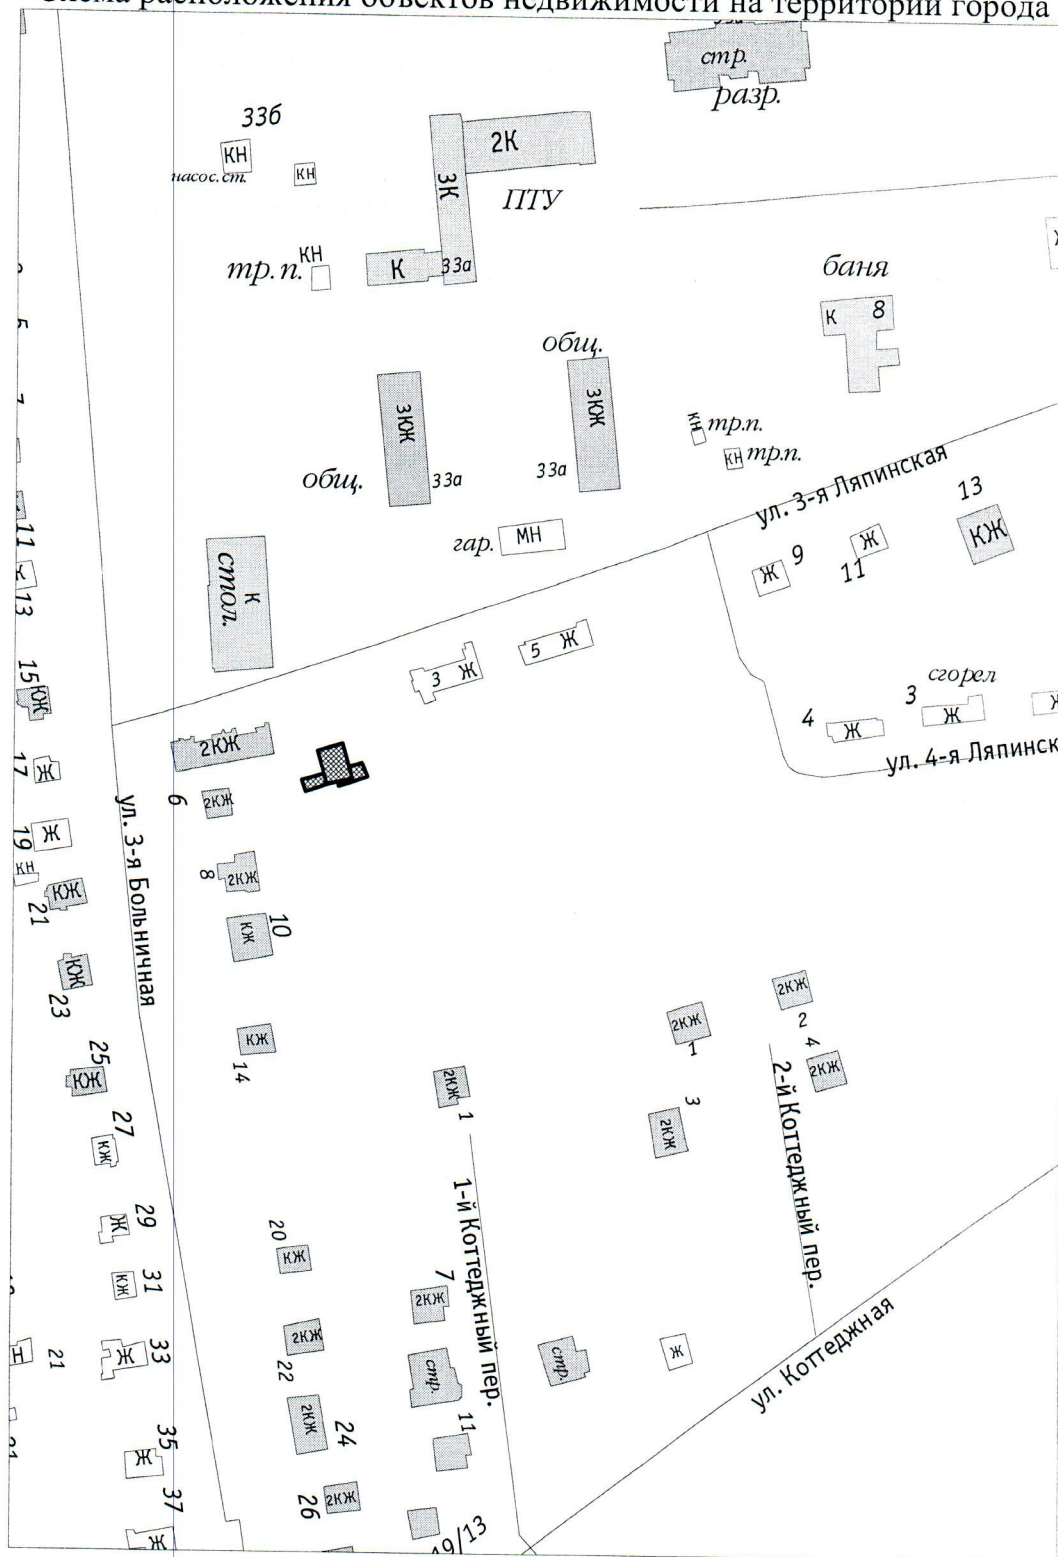 Схема расположения объектов недвижимости на территории города
33а
стр.
разр.
33б
КН
насос.ст.
КН
2К
3К
ПТУ
тр.п.
КН
К
33а
баня
К
8
общ.
3КЖ
общ.
33а
3КЖ
33а
КН
тр.п.
КН
тр.п.
ул. 3-я Ляпинская
13
КЖ
гар.
МН
9
Ж
Ж
11
стол.
К
5
Ж
3
Ж
сгорел
3
Ж
4
Ж
ул. 4-я Ляпинск
5
7
11
13
15
КЖ
17
Ж
19
Ж
КН
21
КЖ
23
КЖ
25
КЖ
27
КЖ
29
Ж
31
КЖ
33
Ж
21
35
Ж
37
Ж
ул. 3-я Больничная
2КЖ
6
2КЖ
8
2КЖ
10
КЖ
14
КЖ
20
КЖ
22
2КЖ
24
2КЖ
26
2КЖ
2КЖ
1
1-й Коттеджный пер.
7
2КЖ
стр.
11
19/13
стр.
Ж
2КЖ
1
3
2КЖ
2КЖ
2
4
2КЖ
2-й Коттеджный пер.
ул. Коттеджная